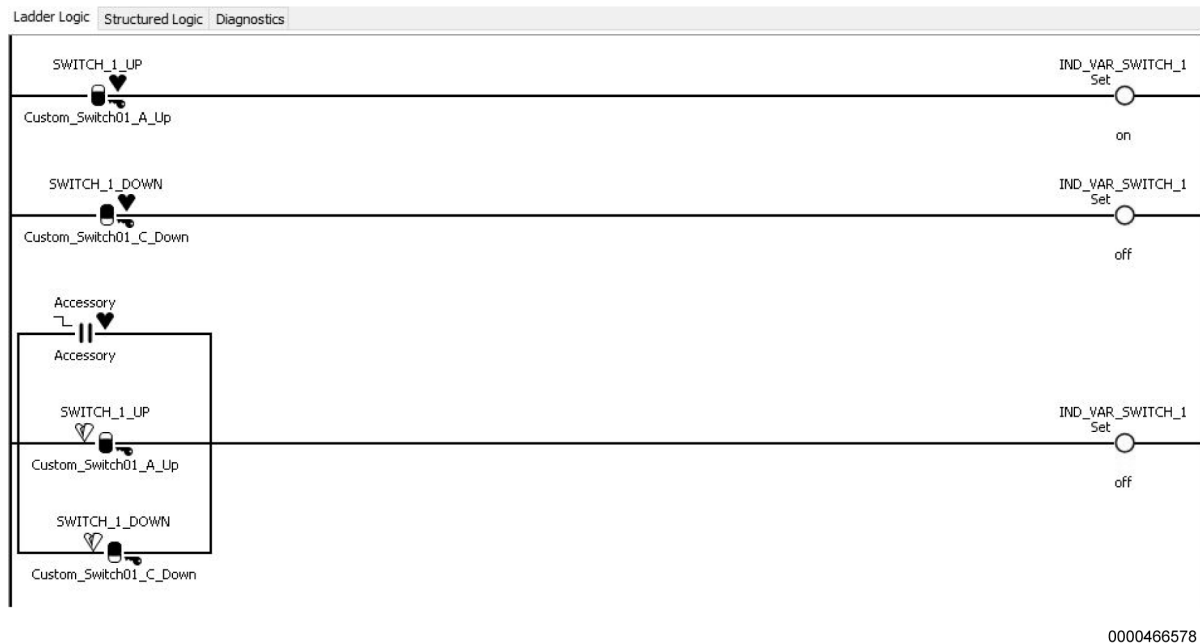 Ladder Logic Structured Logic Diagnostics
SWITCH_1_UP
IND_VAR_SWITCH_1
Set
Custom_Switch01_A_Up
on
SWITCH_1_DOWN
IND_VAR_SWITCH_1
Set
Custom_Switch01_C_Down
off
Accessory
Accessory
SWITCH_1_UP
IND_VAR_SWITCH_1
Set
Custom_Switch01_A_Up
off
SWITCH_1_DOWN
Custom_Switch01_C_Down
0000466578